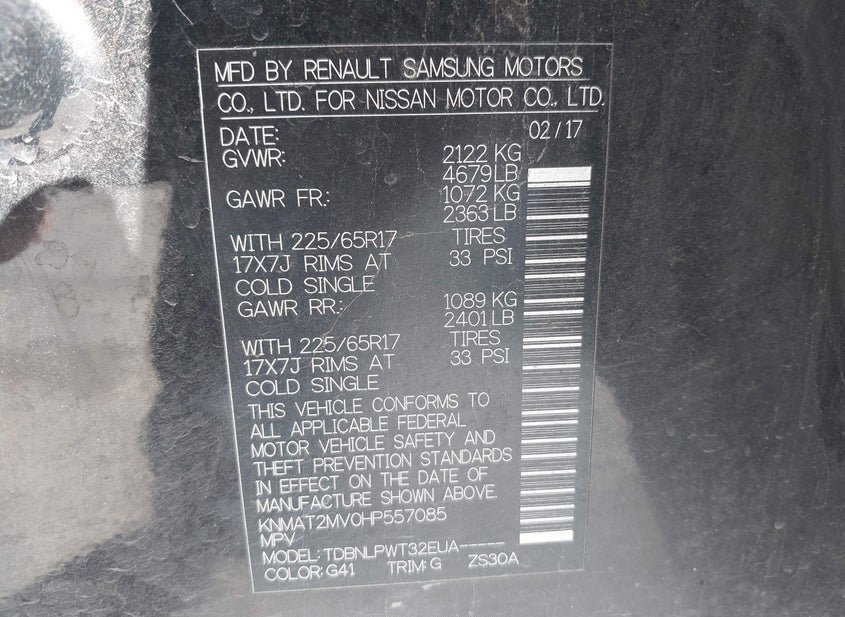 MFD BY RENAULT SAMSUNG MOTORS
CO., LTD. FOR NISSAN MOTOR CO., LTD.
DATE: 02/17
GVWR: 2122 KG
4679 LB
GAWR FR.: 1072 KG
2363 LB
WITH 225/65R17 TIRES
17X7J RIMS AT 33 PSI
COLD SINGLE
GAWR RR.: 1089 KG
2401 LB
WITH 225/65R17 TIRES
17X7J RIMS AT 33 PSI
COLD SINGLE
THIS VEHICLE CONFORMS TO
ALL APPLICABLE FEDERAL
MOTOR VEHICLE SAFETY AND
THEFT PREVENTION STANDARDS
IN EFFECT ON THE DATE OF
MANUFACTURE SHOWN ABOVE.
KNMAT2MV0HP557085
MPV
MODEL: TDBNLPWT32EUA-----
COLOR: G41 TRIM: G ZS30A